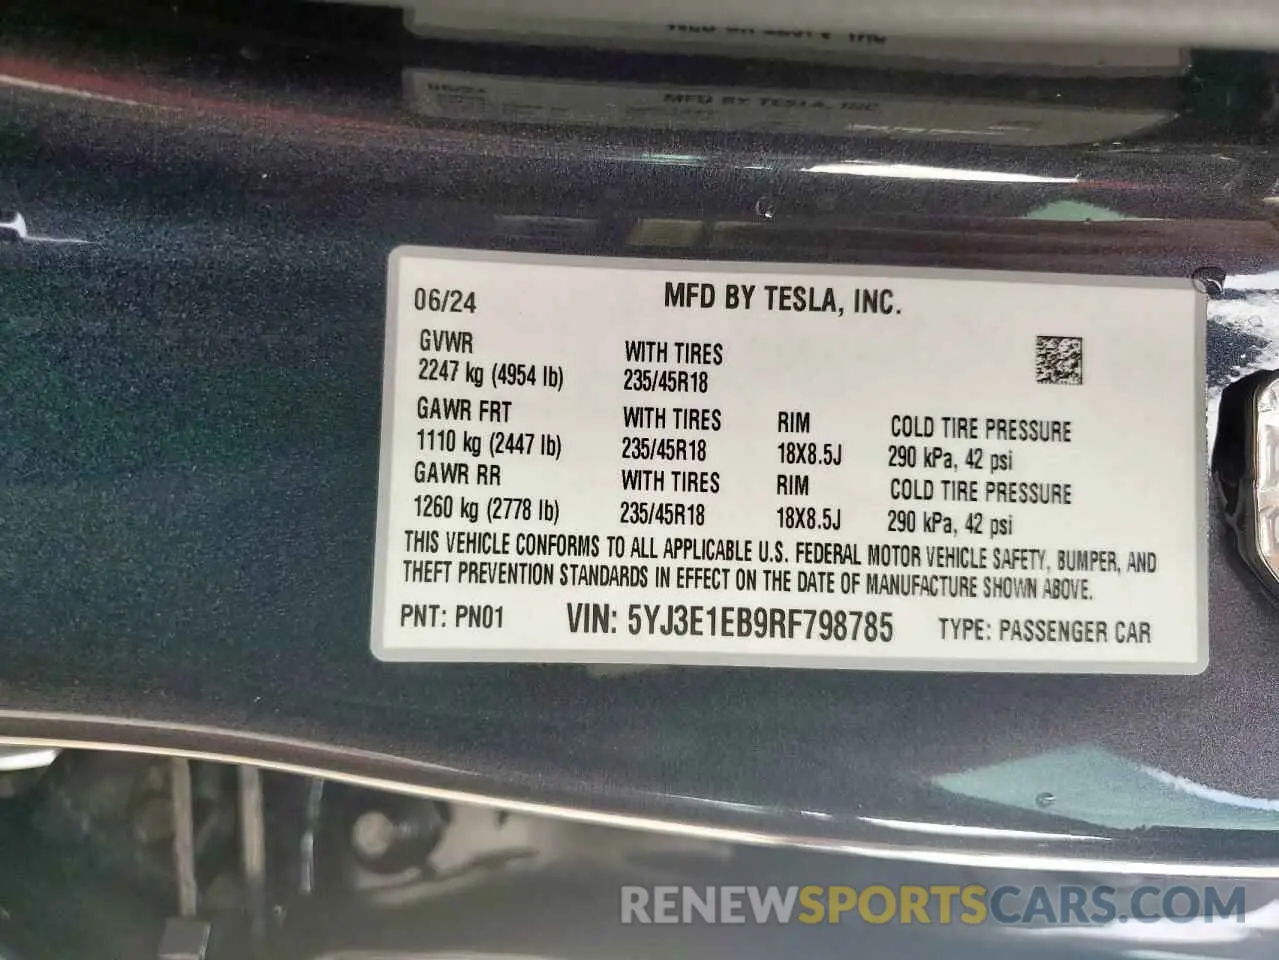 MFD BY TESLA, INC.
06/24
MFD BY TESLA, INC.
GVWR
2247 kg (4954 lb)
WITH TIRES
235/45R18
GAWR FRT
1110 kg (2447 lb)
WITH TIRES
235/45R18
RIM
18X8.5J
COLD TIRE PRESSURE
290 kPa, 42 psi
GAWR RR
1260 kg (2778 lb)
WITH TIRES
235/45R18
RIM
18X8.5J
COLD TIRE PRESSURE
290 kPa, 42 psi
THIS VEHICLE CONFORMS TO ALL APPLICABLE U.S. FEDERAL MOTOR VEHICLE SAFETY, BUMPER, AND
THEFT PREVENTION STANDARDS IN EFFECT ON THE DATE OF MANUFACTURE SHOWN ABOVE.
PNT: PN01 VIN: 5YJ3E1EB9RF798785 TYPE: PASSENGER CAR
RENEWSPORTSCARS.COM